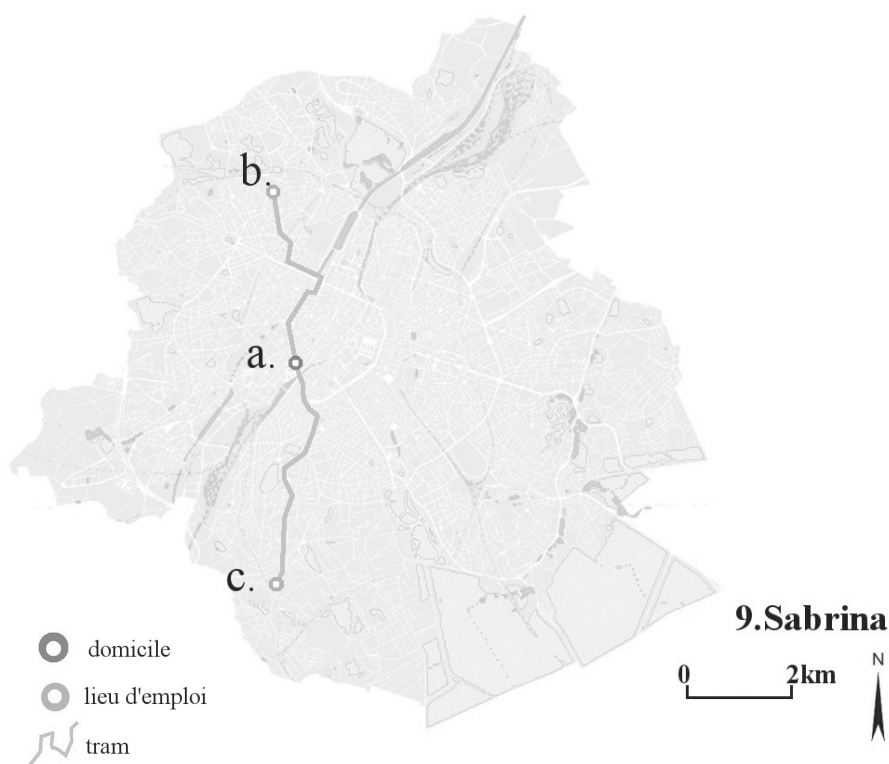 b.
a.
c.
9.Sabrina
domicile
lieu d'emploi
tram
0 2km
N